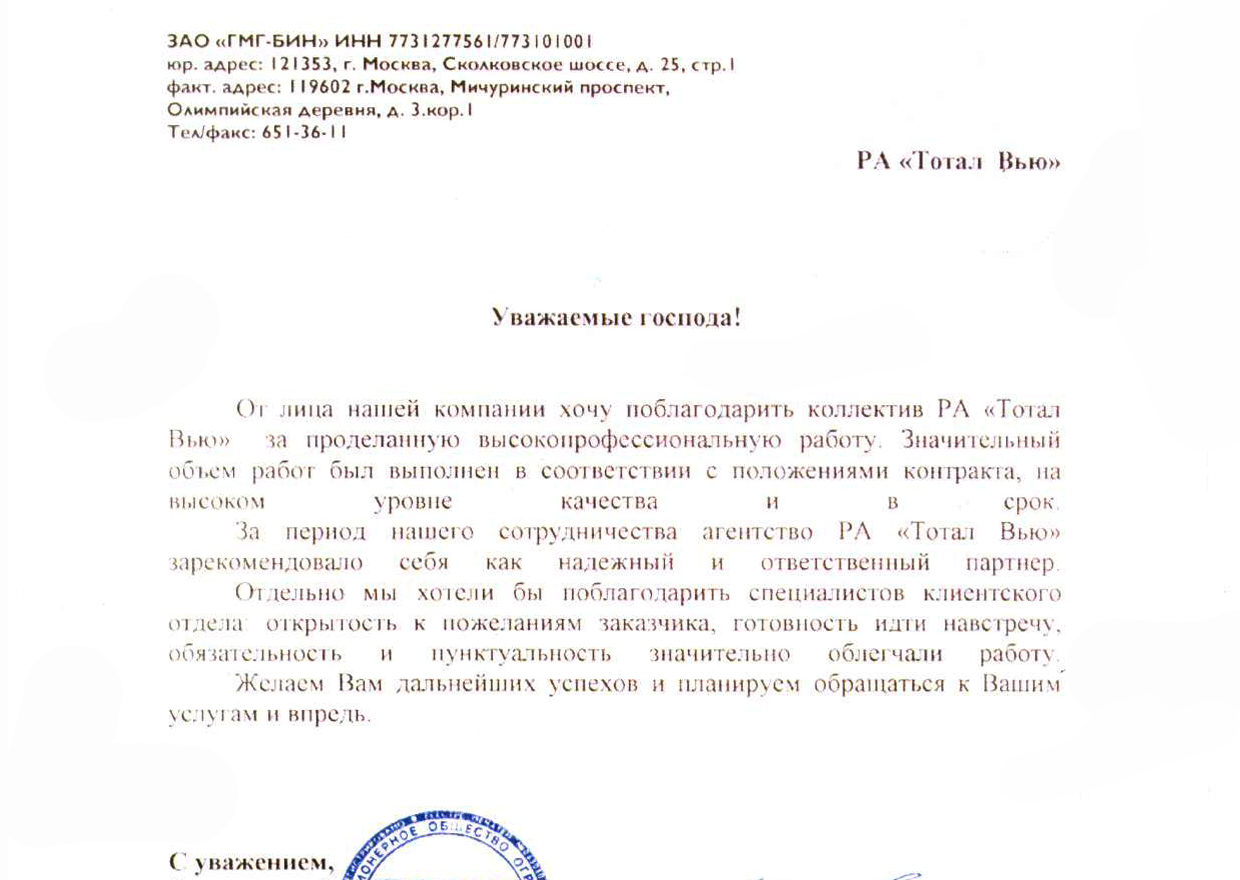 ЗАО «ГМГ-БИН» ИНН 7731277561/773101001
юр. адрес: 121353, г. Москва, Сколковское шоссе, д. 25, стр.1
факт. адрес: 119602 г.Москва, Мичуринский проспект,
Олимпийская деревня, д. 3.кор.1
Тел/факс: 651-36-11
РА «Тотал Вью»
Уважаемые господа!
От лица нашей компании хочу поблагодарить коллектив РА «Тотал
Вью» за проделанную высокопрофессиональную работу. Значительный
объем работ был выполнен в соответствии с положениями контракта, на
высоком уровне качества и в срок.
За период нашего сотрудничества агентство РА «Тотал Вью»
зарекомендовало себя как надежный и ответственный партнер.
Отдельно мы хотели бы поблагодарить специалистов клиентского
отдела: открытость к пожеланиям заказчика, готовность идти навстречу,
обязательность и пунктуальность значительно облегчали работу.
Желаем Вам дальнейших успехов и планируем обращаться к Вашим
услугам и впредь.
С уважением,
ОБЩЕСТВО